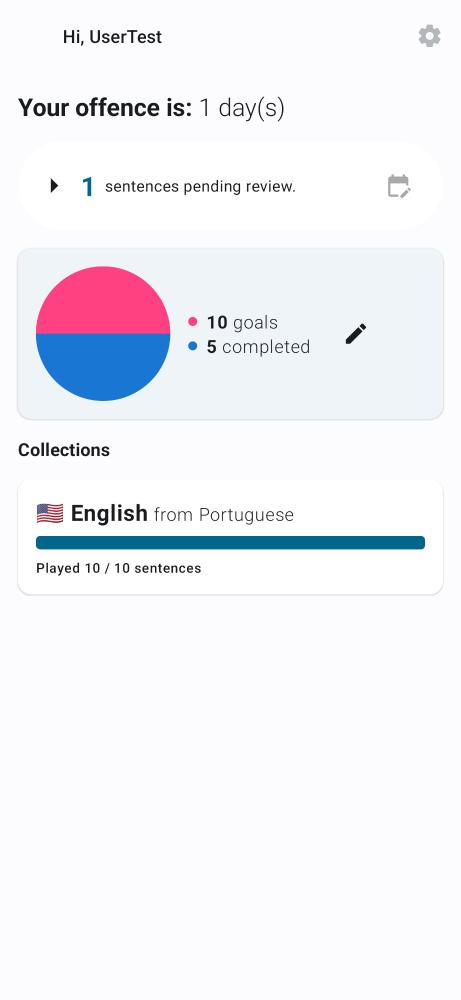 Hi, UserTest
Your offence is: 1 day(s)
1 sentences pending review.
10 goals
5 completed
Collections
English from Portuguese
Played 10 / 10 sentences